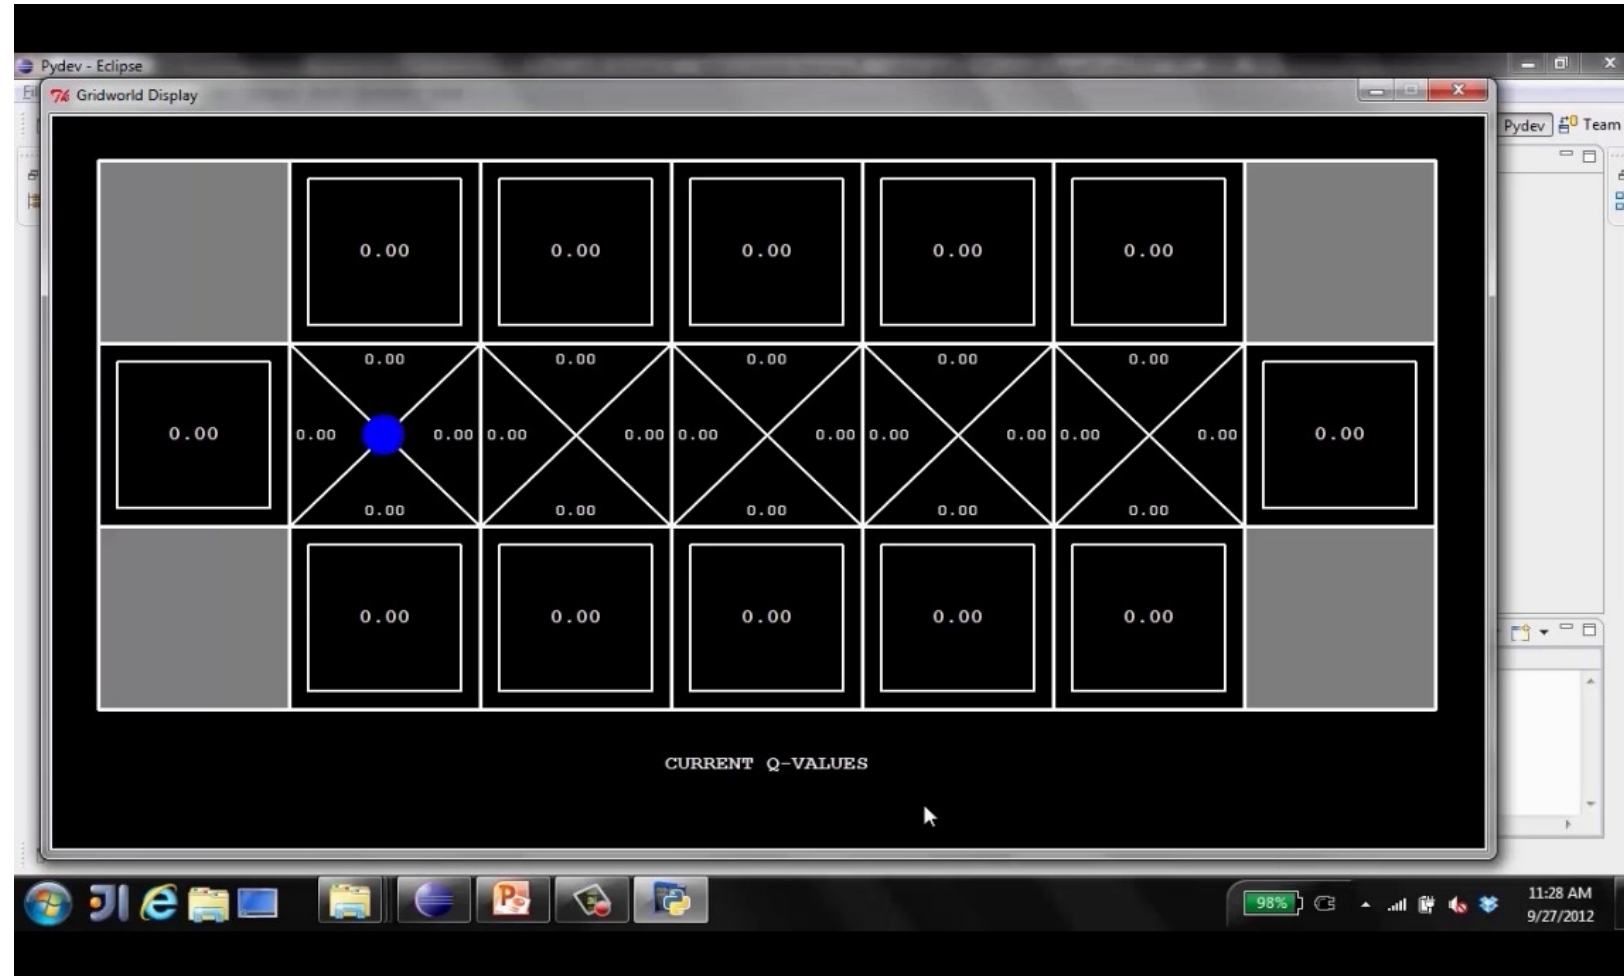 Pydev - Eclipse
Gridworld Display
Pydev Team
0.00 0.00 0.00 0.00 0.00
0.00 0.00 0.00 0.00 0.00
0.00 0.00 0.00 0.00 0.00 0.00 0.00 0.00 0.00 0.00 0.00 0.00
0.00 0.00 0.00 0.00 0.00
0.00 0.00 0.00 0.00 0.00
CURRENT Q-VALUES
98%
11:28 AM
9/27/2012